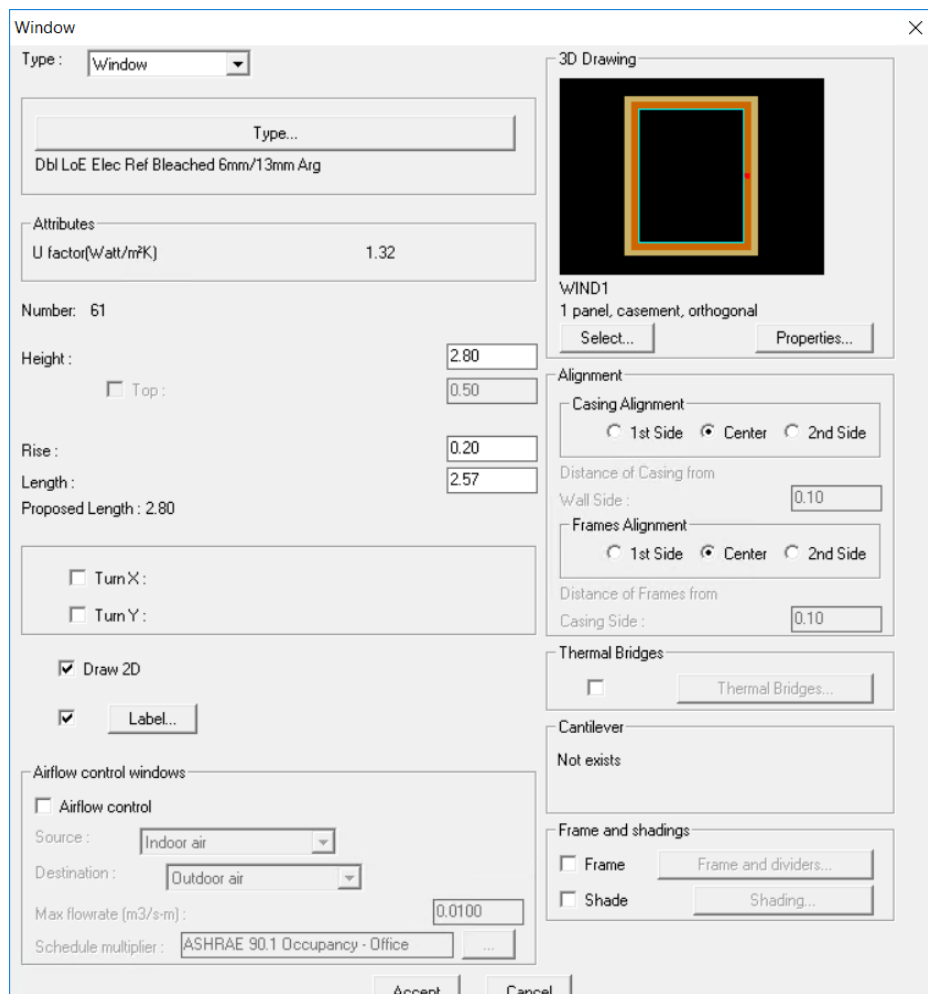 Window
Type :
Window
Type...
Dbl LoE Elec Ref Bleached 6mm/13mm Arg
Attributes
U factor(Watt/m²K) 1.32
Number: 61
Height : 2.80
Top : 0.50
Rise : 0.20
Length : 2.57
Proposed Length : 2.80
Turn X :
Turn Y :
Draw 2D
Label...
Airflow control windows
Airflow control
Source : Indoor air
Destination : Outdoor air
Max flowrate (m3/s-m) : 0.0100
Schedule multiplier : ASHRAE 90.1 Occupancy - Office ...
3D Drawing
WIND1
1 panel, casement, orthogonal
Select... Properties...
Alignment
Casing Alignment
1st Side Center 2nd Side
Distance of Casing from
Wall Side : 0.10
Frames Alignment
1st Side Center 2nd Side
Distance of Frames from
Casing Side : 0.10
Thermal Bridges
Thermal Bridges...
Cantilever
Not exists
Frame and shadings
Frame Frame and dividers...
Shade Shading...
Accept Cancel